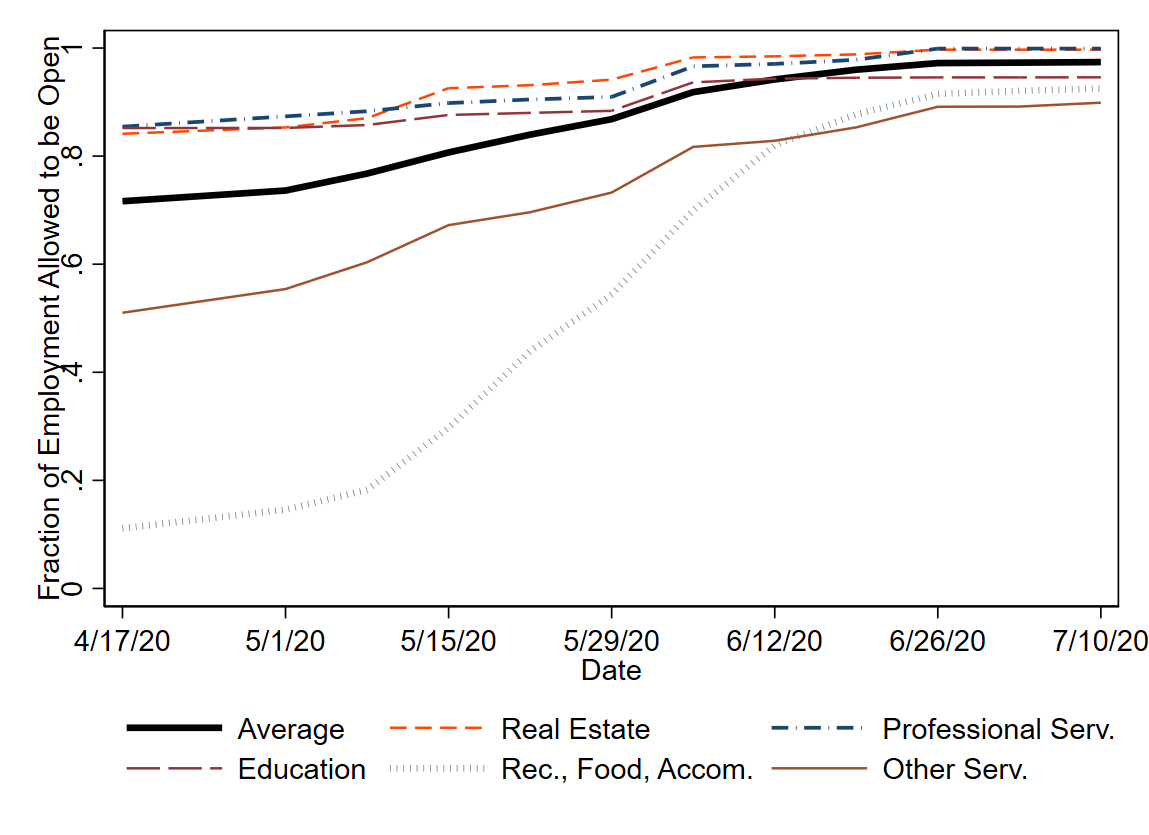 Fraction of Employment Allowed to be Open
1
.8
.6
.4
.2
0
4/17/20 5/1/20 5/15/20 5/29/20 6/12/20 6/26/20 7/10/20
Date
Average Real Estate Professional Serv.
Education Rec., Food, Accom. Other Serv.